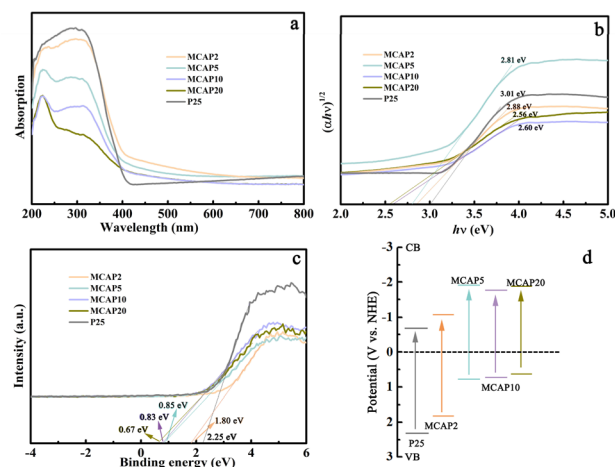 a
MCAP2
MCAP5
MCAP10
MCAP20
P25
Absorption
200 300 400 500 600 700 800
Wavelength (nm)
b
MCAP2
MCAP5
MCAP10
MCAP20
P25
2.81 eV
3.01 eV
2.88 eV
2.56 eV
2.60 eV
(αhν)^1/2
2.0 2.5 3.0 3.5 4.0 4.5 5.0
hν (eV)
c
MCAP2
MCAP5
MCAP10
MCAP20
P25
0.85 eV
0.83 eV
0.67 eV
1.80 eV
2.25 eV
Intensity (a.u.)
-4 -2 0 2 4 6
Binding energy (eV)
d
-3
CB
-2
-1
0
1
2
3
VB
MCAP5
MCAP20
MCAP10
MCAP2
P25
Potential (V vs. NHE)